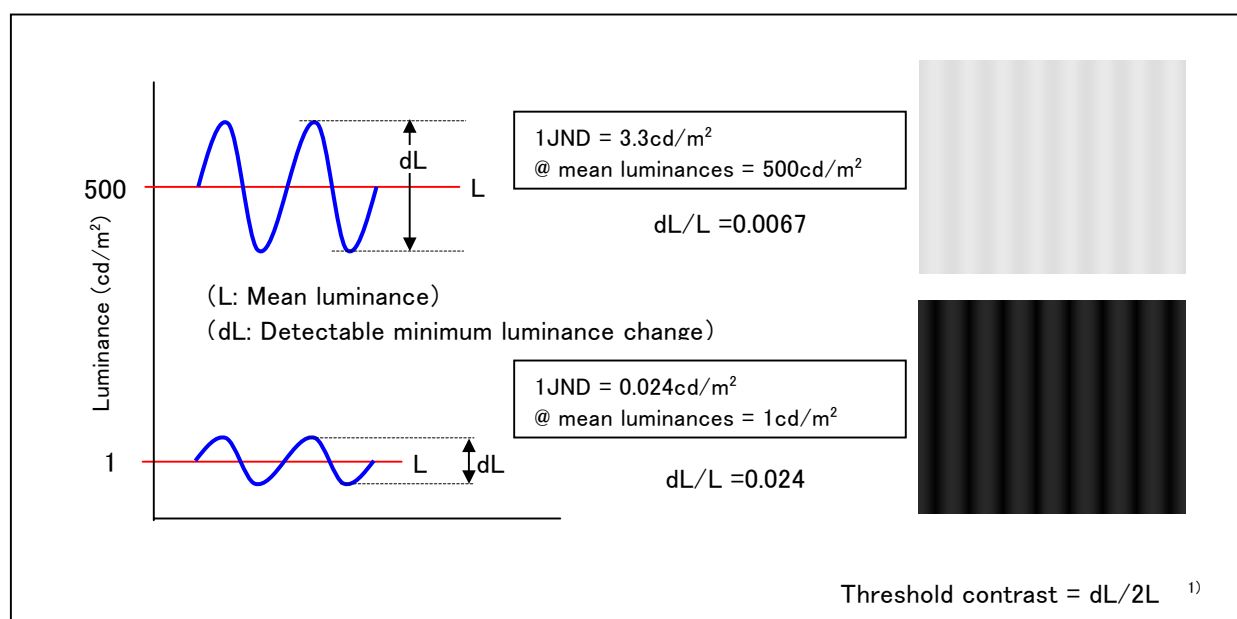 1JND = 3.3cd/m²
@ mean luminances = 500cd/m²
dL
500
L
dL/L =0.0067
Luminance (cd/m²)
(L: Mean luminance)
(dL: Detectable minimum luminance change)
1JND = 0.024cd/m²
@ mean luminances = 1cd/m²
1
L
dL
dL/L =0.024
Threshold contrast = dL/2L 1)